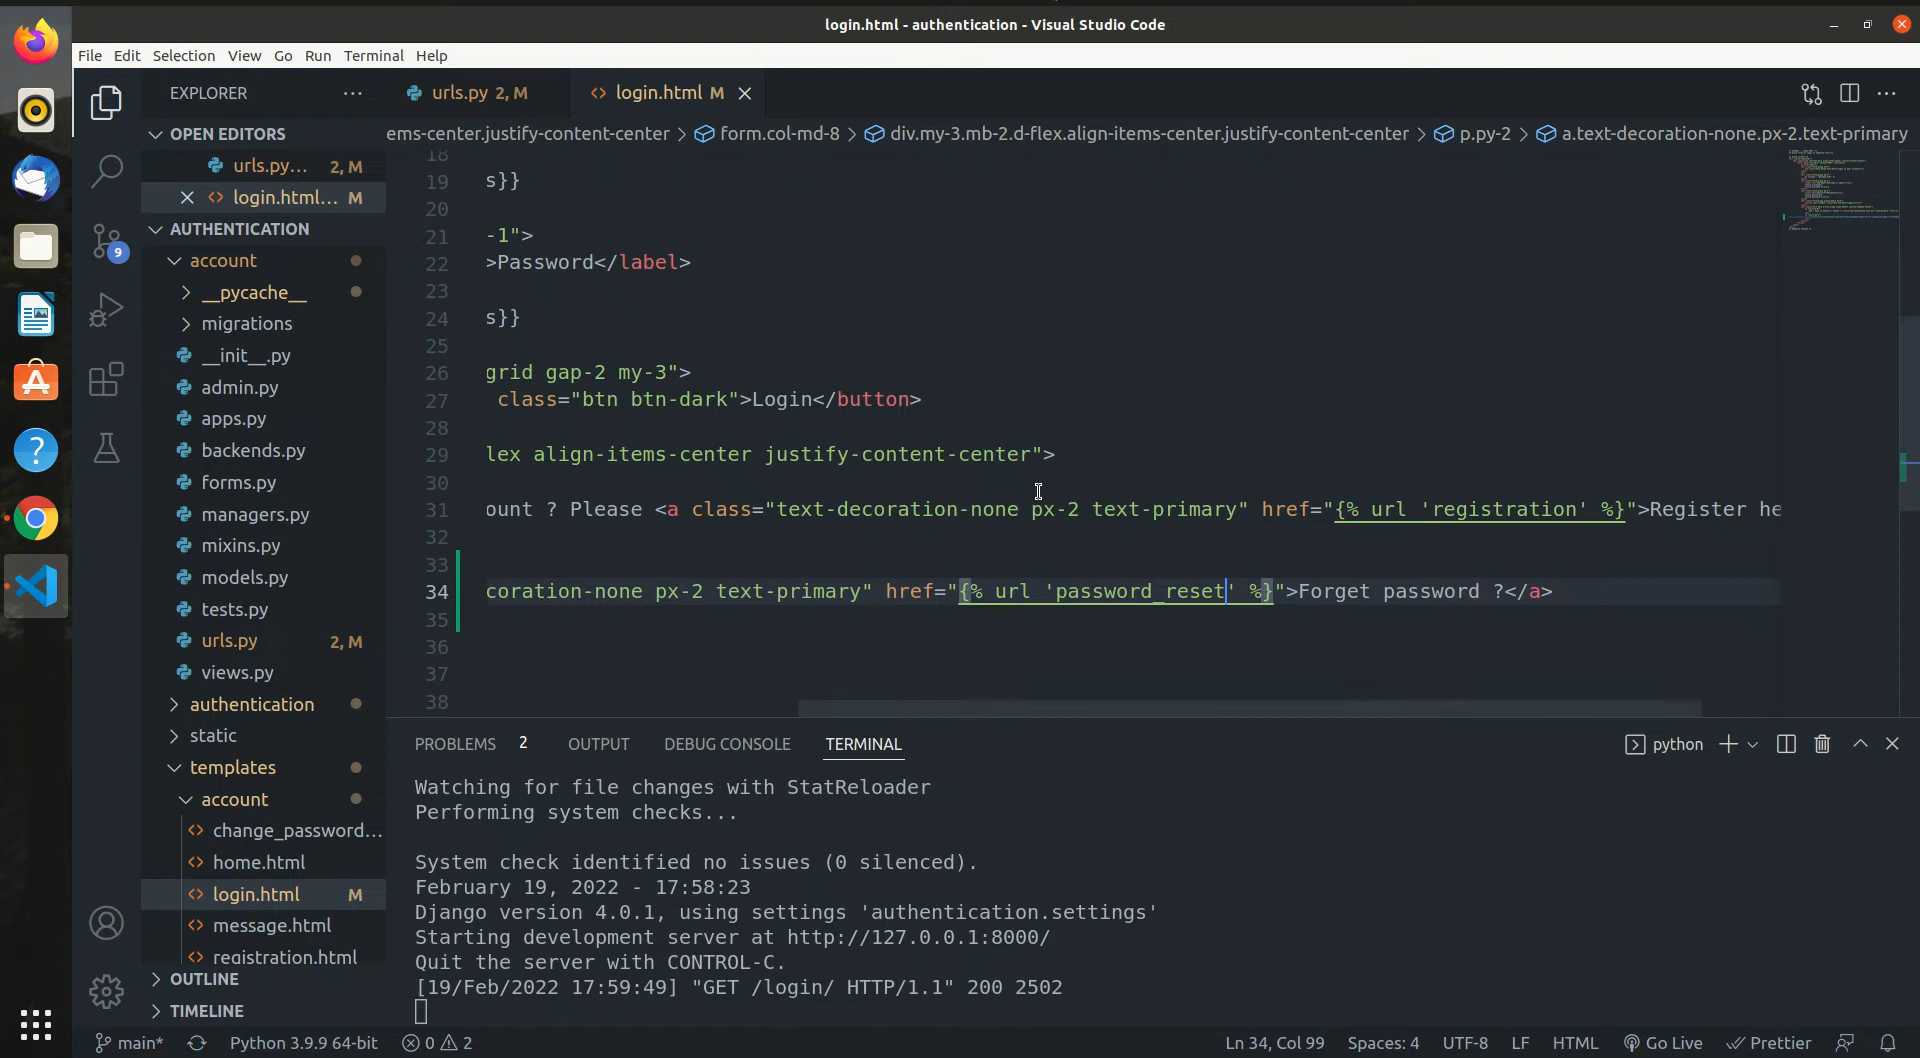 login.html - authentication - Visual Studio Code
File Edit Selection View Go Run Terminal Help
EXPLORER
urls.py 2, M
login.html M
OPEN EDITORS
urls.py... 2, M
login.html... M
ems-center.justify-content-center > form.col-md-8 > div.my-3.mb-2.d-flex.align-items-center.justify-content-center > p.py-2 > a.text-decoration-none.px-2.text-primary
AUTHENTICATION
account
__pycache__
migrations
__init__.py
admin.py
apps.py
backends.py
forms.py
managers.py
mixins.py
models.py
tests.py
urls.py 2, M
views.py
authentication
static
templates
account
change_password...
home.html
login.html M
message.html
registration.html
OUTLINE
TIMELINE
9
18
19 s}}
20
21 -1">
22 >Password</label>
23
24 s}}
25
26 grid gap-2 my-3">
27 class="btn btn-dark">Login</button>
28
29 lex align-items-center justify-content-center">
30
31 ount ? Please <a class="text-decoration-none px-2 text-primary" href="{% url 'registration' %}">Register he
32
33
34 coration-none px-2 text-primary" href="{% url 'password_reset' %}">Forget password ?</a>
35
36
37
38
PROBLEMS 2 OUTPUT DEBUG CONSOLE TERMINAL
python
Watching for file changes with StatReloader
Performing system checks...
System check identified no issues (0 silenced).
February 19, 2022 - 17:58:23
Django version 4.0.1, using settings 'authentication.settings'
Starting development server at http://127.0.0.1:8000/
Quit the server with CONTROL-C.
[19/Feb/2022 17:59:49] "GET /login/ HTTP/1.1" 200 2502
main* Python 3.9.9 64-bit 0 2 Ln 34, Col 99 Spaces: 4 UTF-8 LF HTML Go Live Prettier